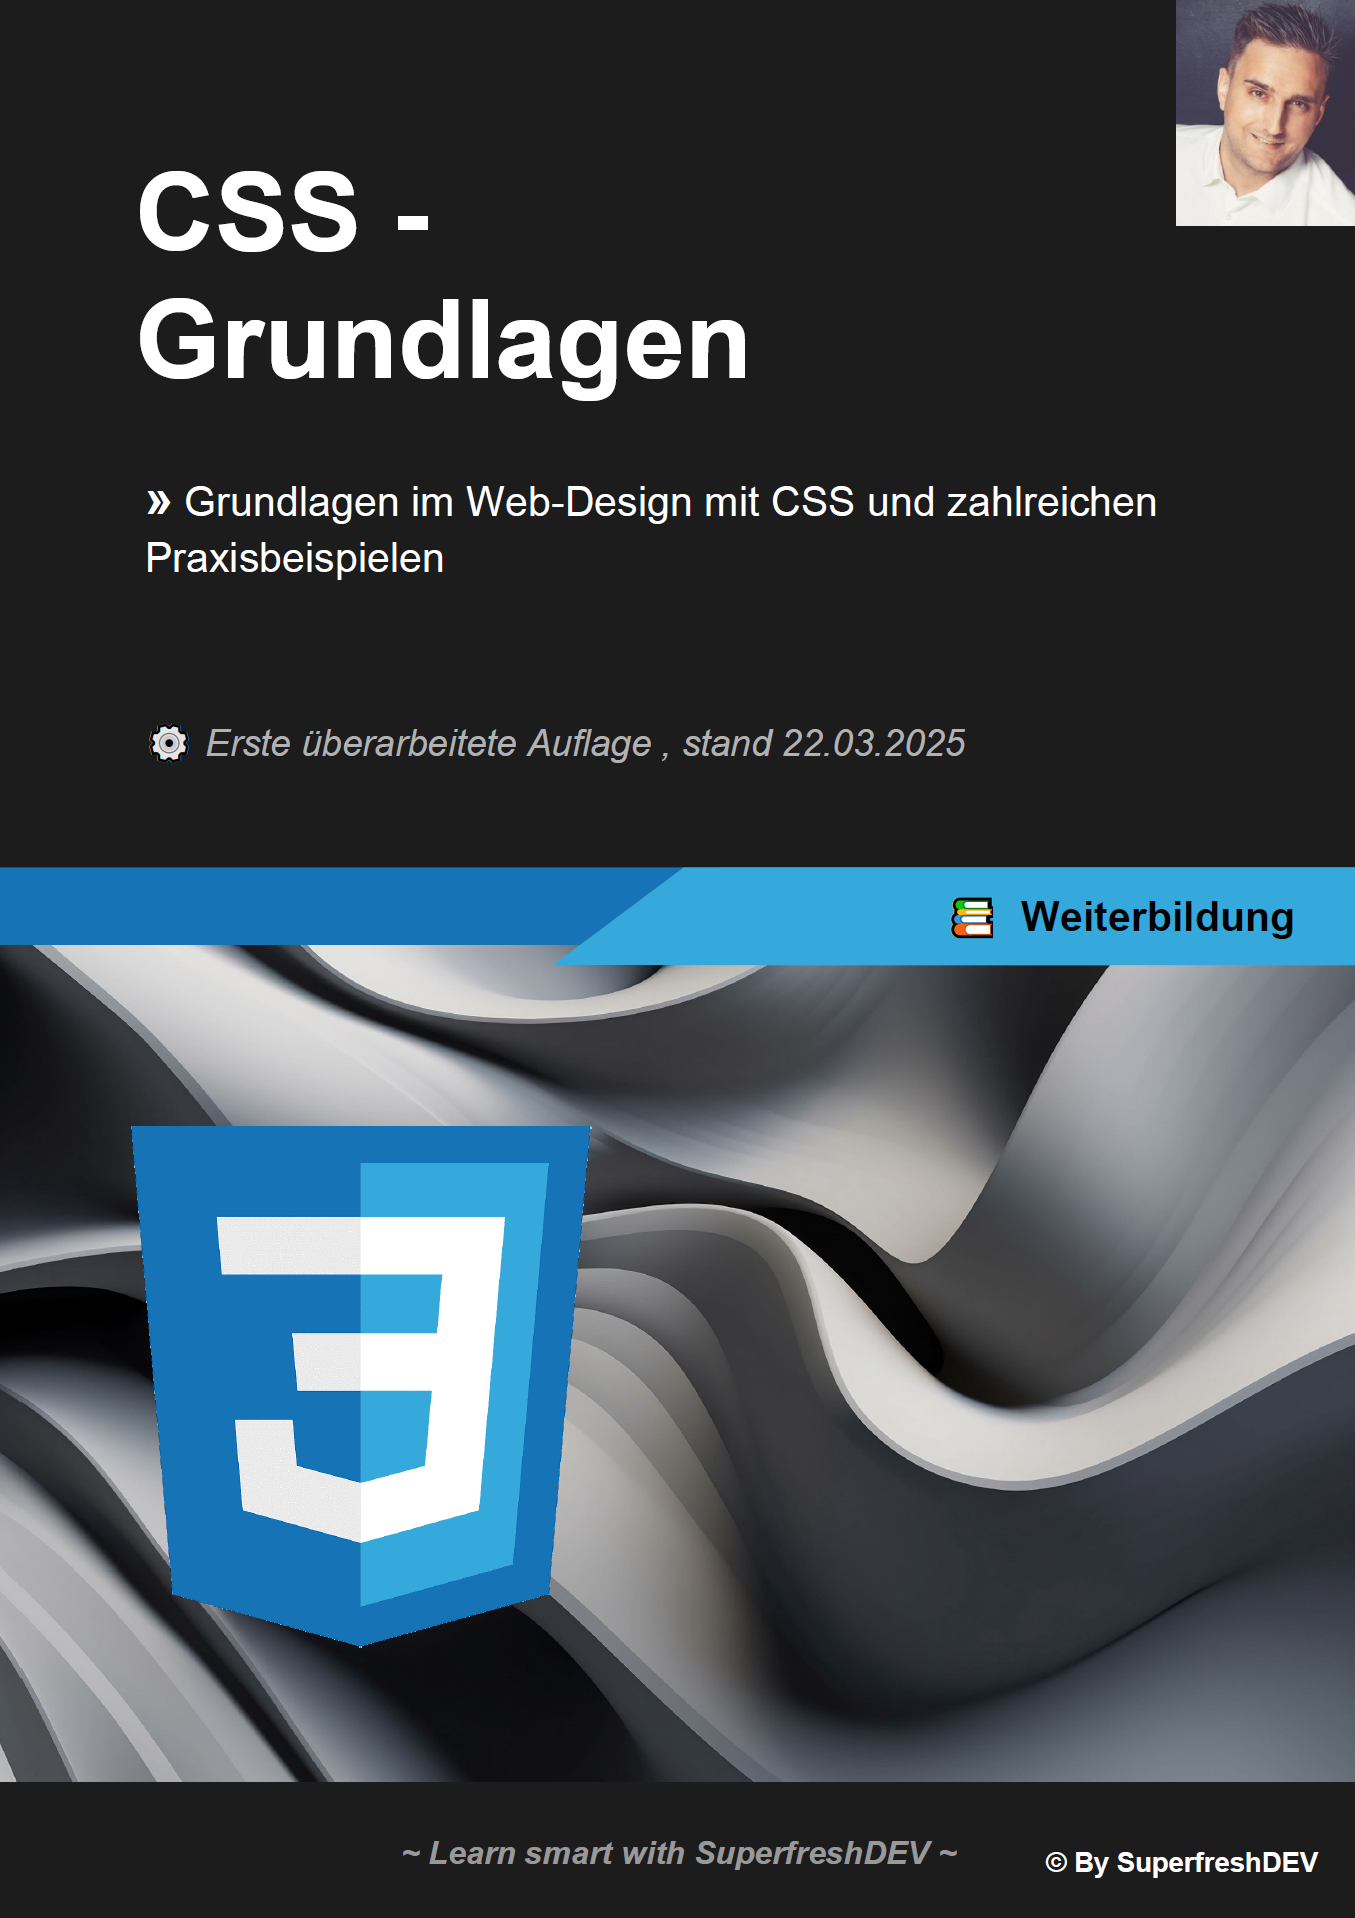 CSS -
Grundlagen
» Grundlagen im Web-Design mit CSS und zahlreichen
Praxisbeispielen
Erste überarbeitete Auflage , stand 22.03.2025
Weiterbildung
3
~ Learn smart with SuperfreshDEV ~
© By SuperfreshDEV